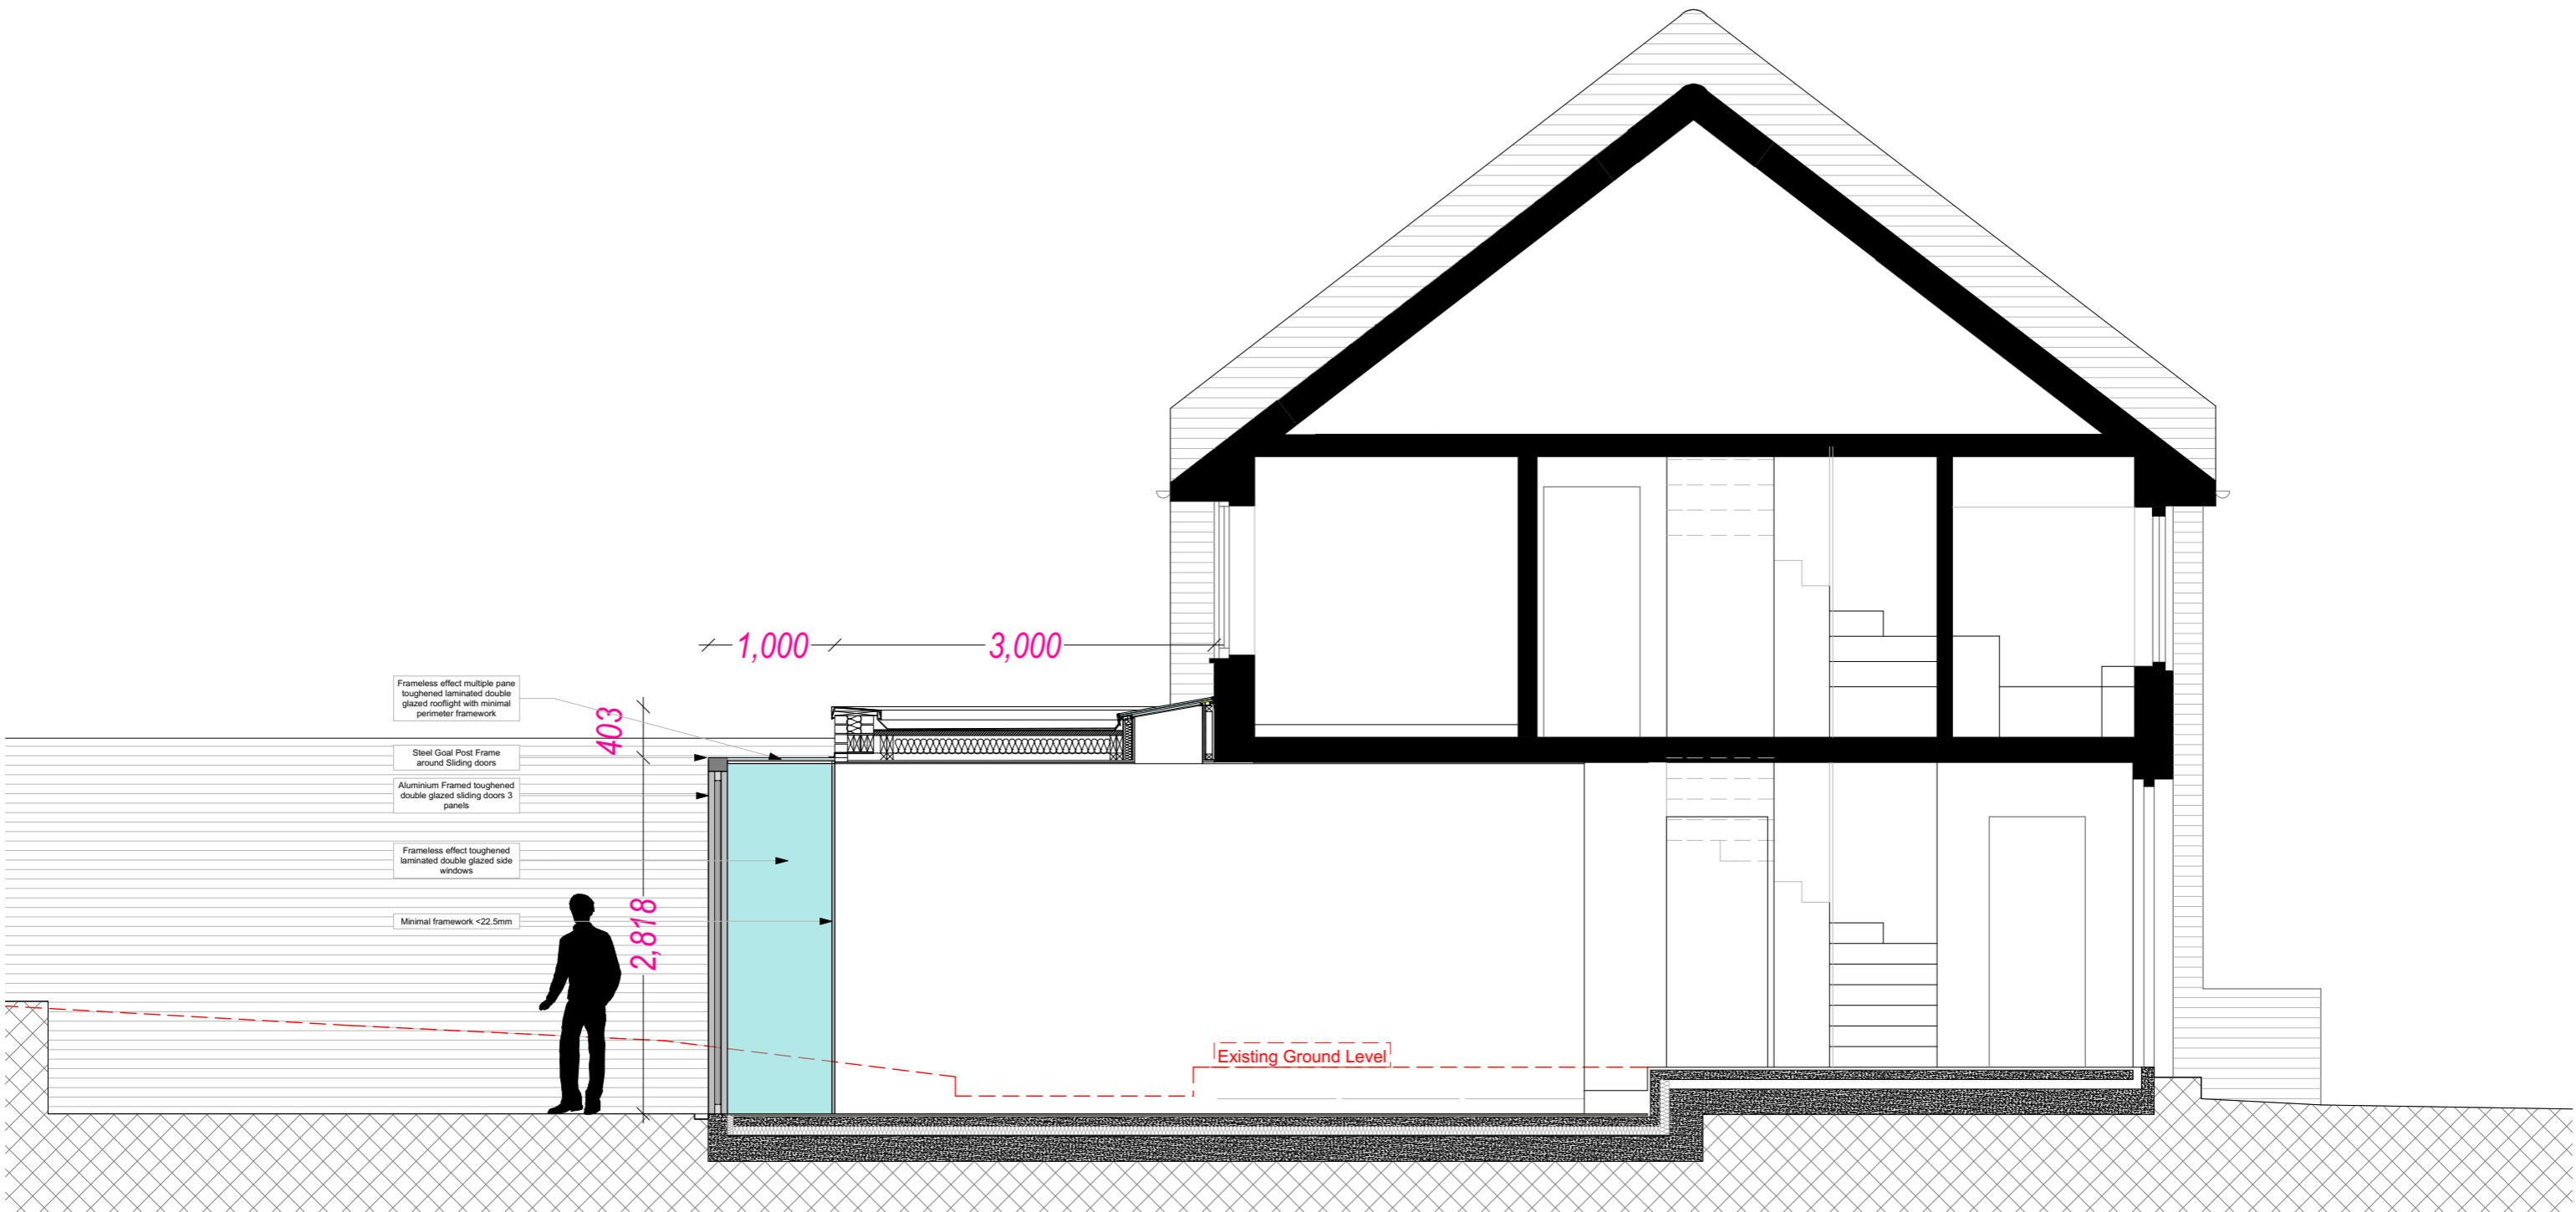 1,000
3,000
Frameless effect multiple pane
toughened laminated double
glazed rooflight with minimal
perimeter framework
403
Steel Goal Post Frame
around Sliding doors
Aluminium Framed toughened
double glazed sliding doors 3
panels
Frameless effect toughened
laminated double glazed side
windows
2,818
Minimal framework <22.5mm
Existing Ground Level